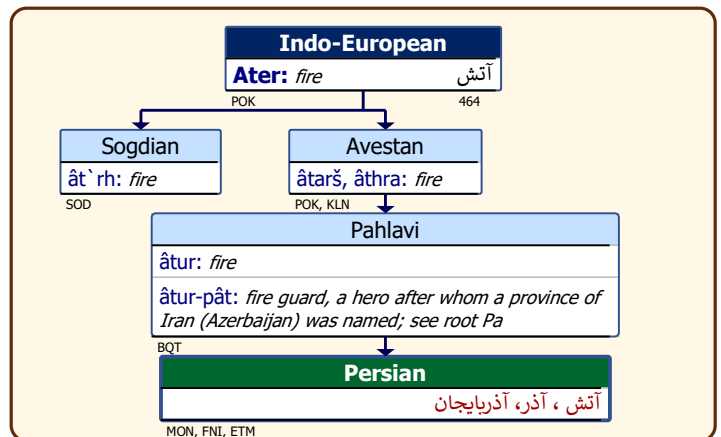 Indo-European
Ater: fire آتش
POK 464
Sogdian
ât`rh: fire
SOD
Avestan
âtarš, âthra: fire
POK, KLN
Pahlavi
âtur: fire
âtur-pât: fire guard, a hero after whom a province of
Iran (Azerbaijan) was named; see root Pa
BQT
Persian
آتش ، آذر، آذربایجان
MON, FNI, ETM